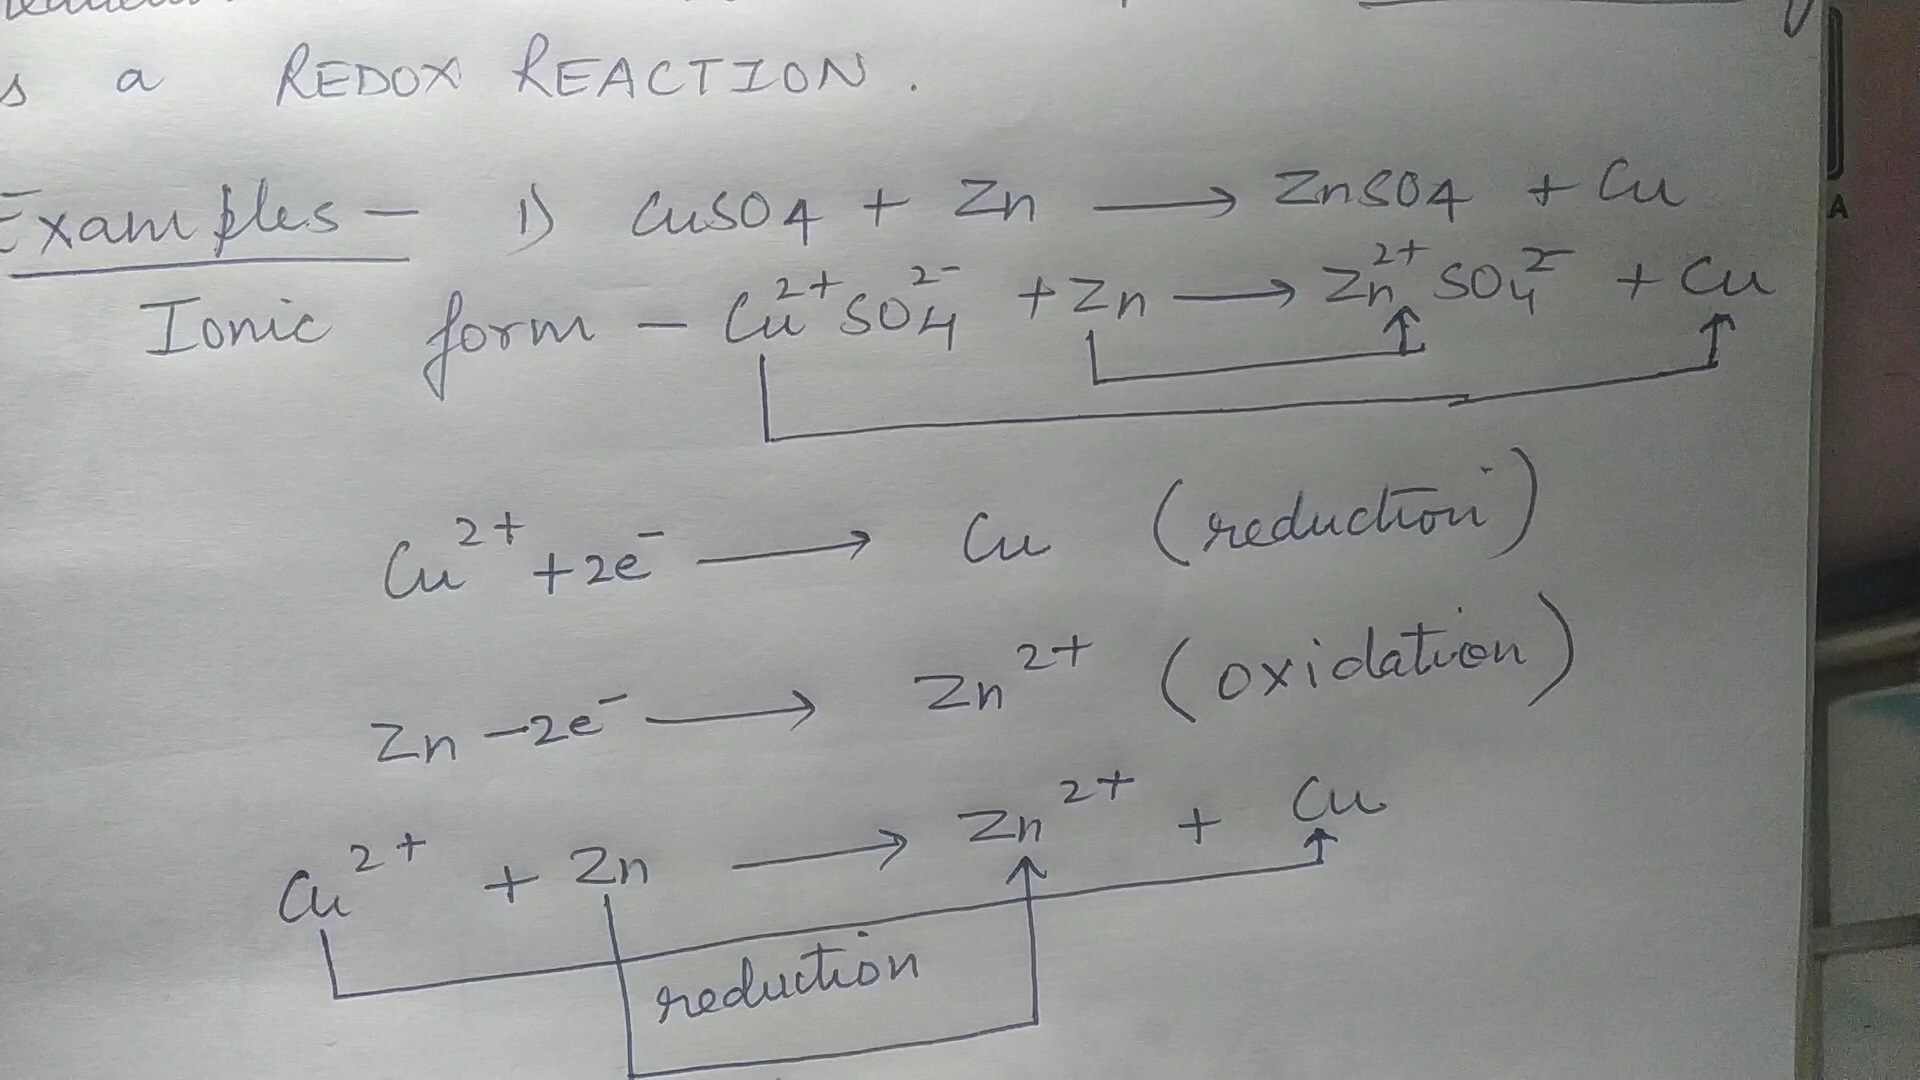 s a REDOX REACTION.
Examples - 1) CuSO4 + Zn → ZnSO4 + Cu
Ionic form - Cu²⁺SO₄²⁻ + Zn → Zn²⁺SO₄²⁻ + Cu
Cu²⁺ + 2e⁻ → Cu (reduction)
Zn - 2e⁻ → Zn²⁺ (oxidation)
Cu²⁺ + Zn → Zn²⁺ + Cu
reduction
A